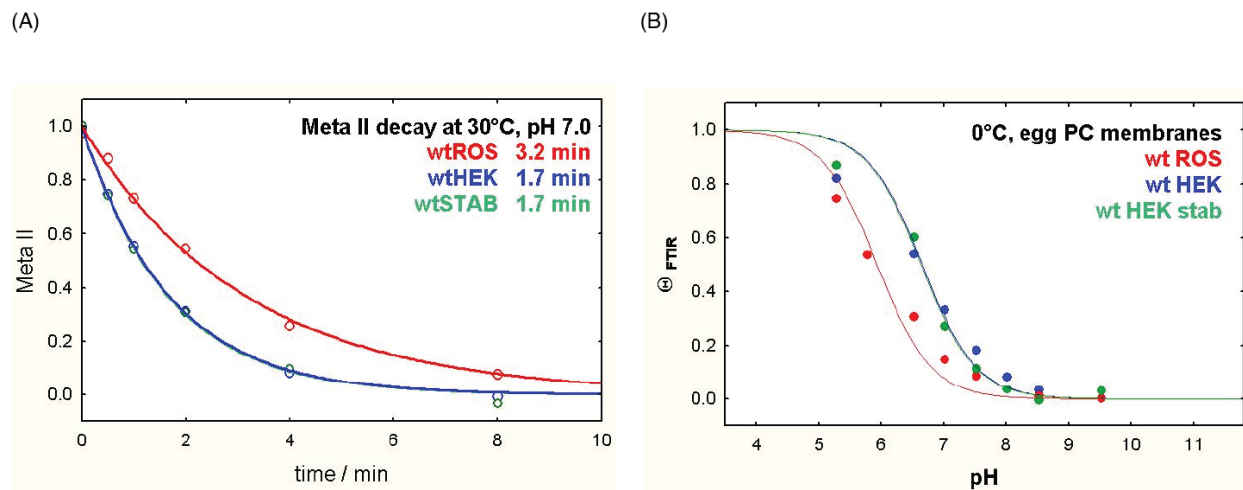 (A)
Meta II decay at 30°C, pH 7.0
wtROS 3.2 min
wtHEK 1.7 min
wtSTAB 1.7 min
Meta II
1.0
0.8
0.6
0.4
0.2
0.0
0 2 4 6 8 10
time / min
(B)
0°C, egg PC membranes
wt ROS
wt HEK
wt HEK stab
Θ FTIR
1.0
0.8
0.6
0.4
0.2
0.0
4 5 6 7 8 9 10 11
pH